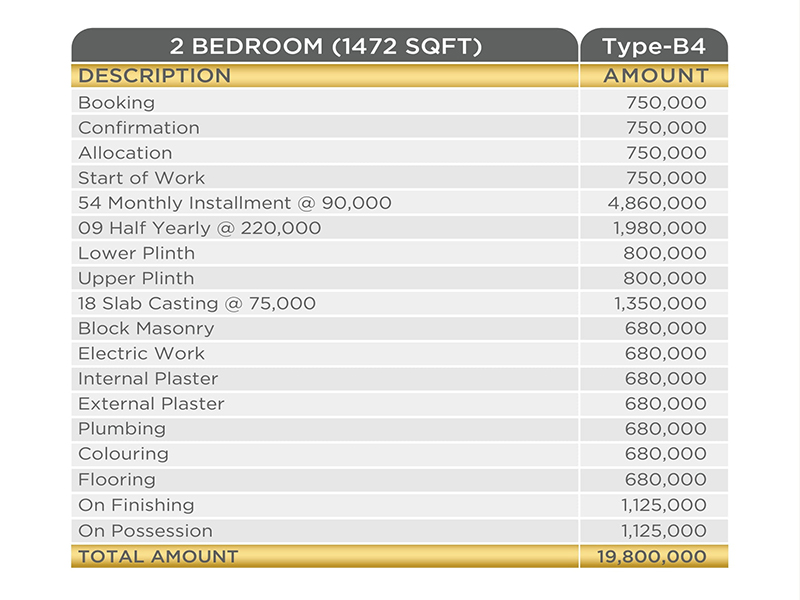 2 BEDROOM (1472 SQFT) Type-B4
DESCRIPTION AMOUNT
Booking 750,000
Confirmation 750,000
Allocation 750,000
Start of Work 750,000
54 Monthly Installment @ 90,000 4,860,000
09 Half Yearly @ 220,000 1,980,000
Lower Plinth 800,000
Upper Plinth 800,000
18 Slab Casting @ 75,000 1,350,000
Block Masonry 680,000
Electric Work 680,000
Internal Plaster 680,000
External Plaster 680,000
Plumbing 680,000
Colouring 680,000
Flooring 680,000
On Finishing 1,125,000
On Possession 1,125,000
TOTAL AMOUNT 19,800,000